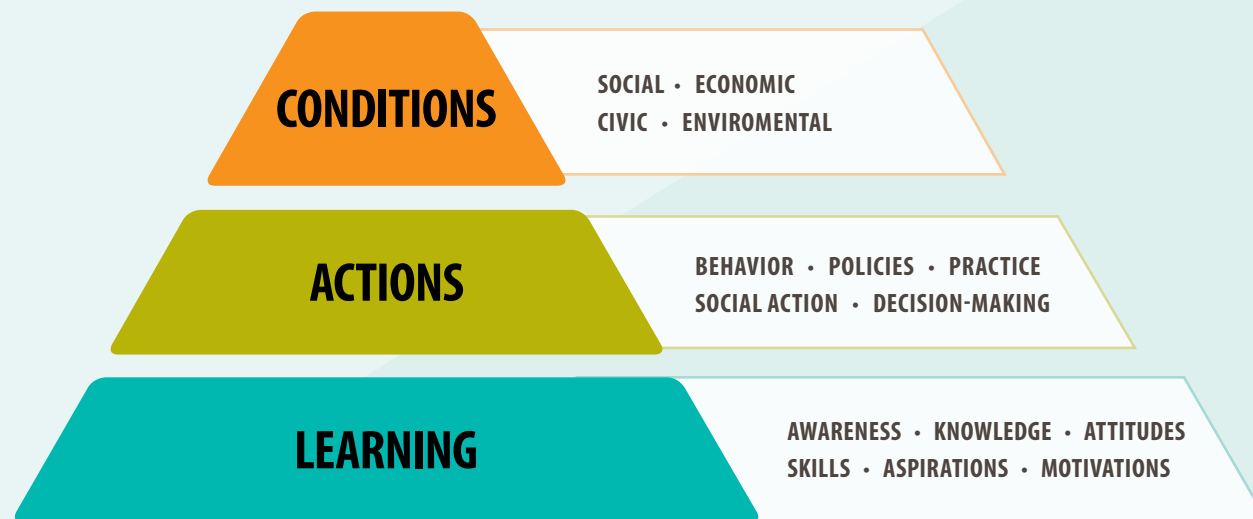 CONDITIONS
SOCIAL • ECONOMIC
CIVIC • ENVIROMENTAL
ACTIONS
BEHAVIOR • POLICIES • PRACTICE
SOCIAL ACTION • DECISION-MAKING
LEARNING
AWARENESS • KNOWLEDGE • ATTITUDES
SKILLS • ASPIRATIONS • MOTIVATIONS